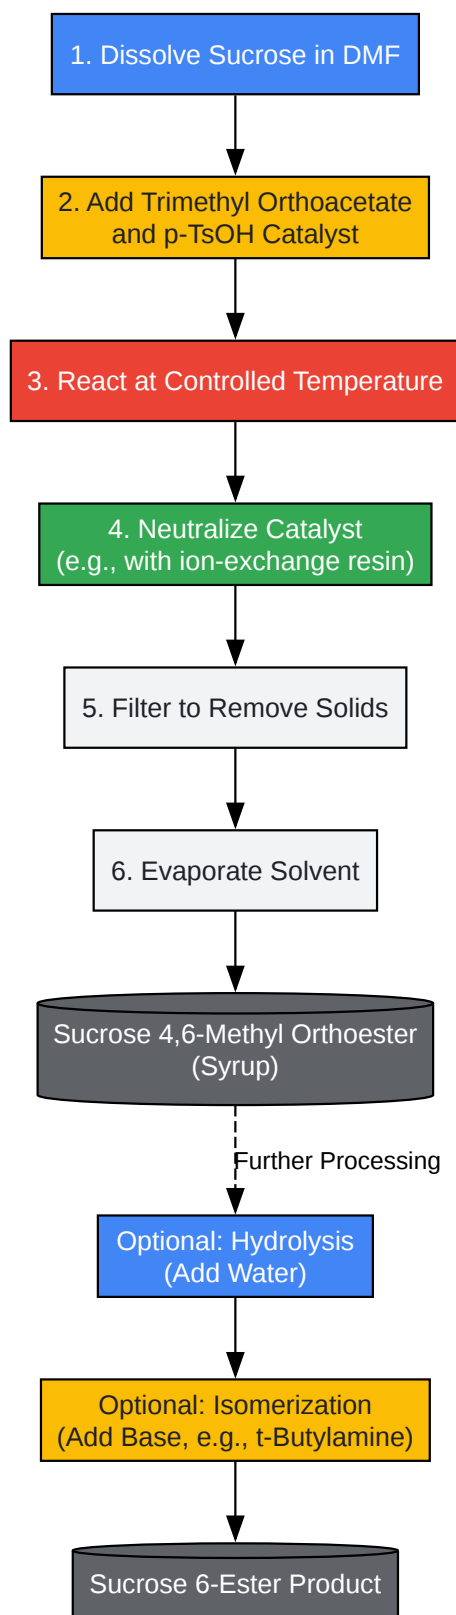 1. Dissolve Sucrose in DMF
2. Add Trimethyl Orthoacetate
and p-TsOH Catalyst
3. React at Controlled Temperature
4. Neutralize Catalyst
(e.g., with ion-exchange resin)
5. Filter to Remove Solids
6. Evaporate Solvent
Sucrose 4,6-Methyl Orthoester
(Syrup)
Further Processing
Optional: Hydrolysis
(Add Water)
Optional: Isomerization
(Add Base, e.g., t-Butylamine)
Sucrose 6-Ester Product